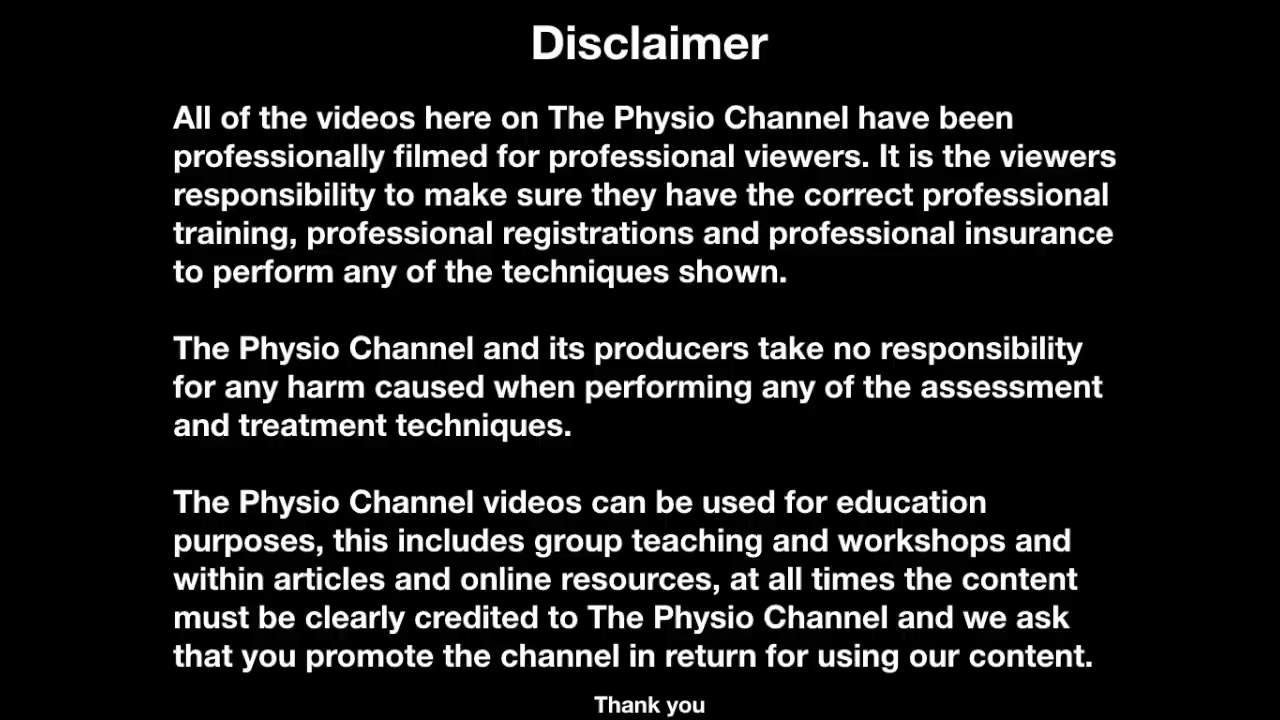 Disclaimer
All of the videos here on The Physio Channel have been
professionally filmed for professional viewers. It is the viewers
responsibility to make sure they have the correct professional
training, professional registrations and professional insurance
to perform any of the techniques shown.
The Physio Channel and its producers take no responsibility
for any harm caused when performing any of the assessment
and treatment techniques.
The Physio Channel videos can be used for education
purposes, this includes group teaching and workshops and
within articles and online resources, at all times the content
must be clearly credited to The Physio Channel and we ask
that you promote the channel in return for using our content.
Thank you